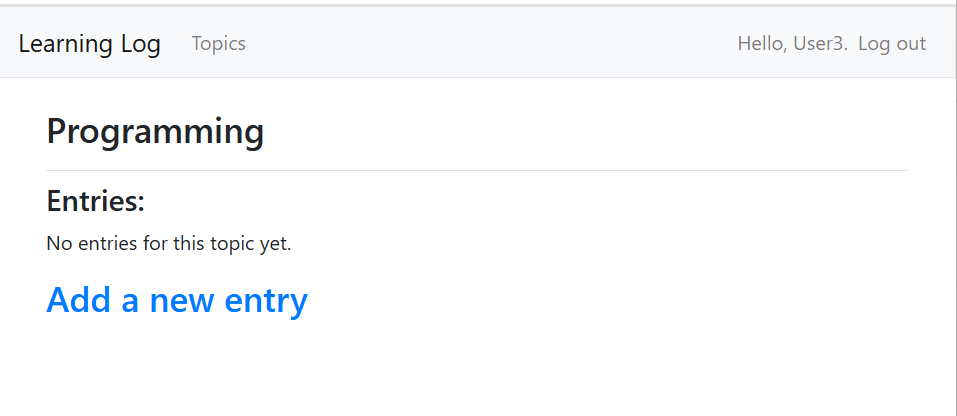 Learning Log Topics Hello, User3. Log out
Programming
Entries:
No entries for this topic yet.
Add a new entry